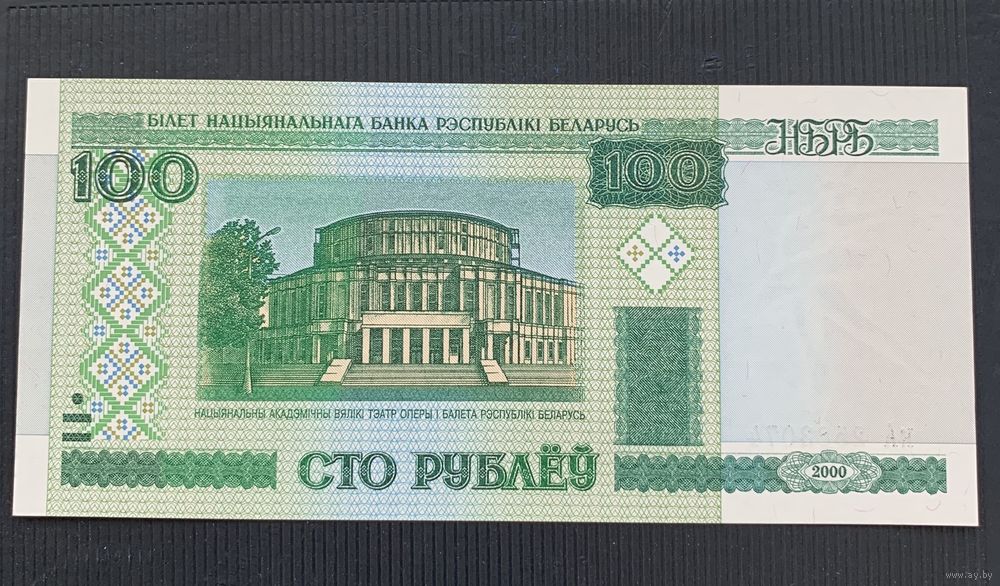 БІЛЕТ НАЦЫЯНАЛЬНАГА БАНКА РЭСПУБЛІКІ БЕЛАРУСЬ
НБРБ
100
100
НАЦЫЯНАЛЬНЫ АКАДЭМІЧНЫ ВЯЛІКІ ТЭАТР ОПЕРЫ І БАЛЕТА РЭСПУБЛІКІ БЕЛАРУСЬ
СТО РУБЛЁЎ
2000
www.ay.by